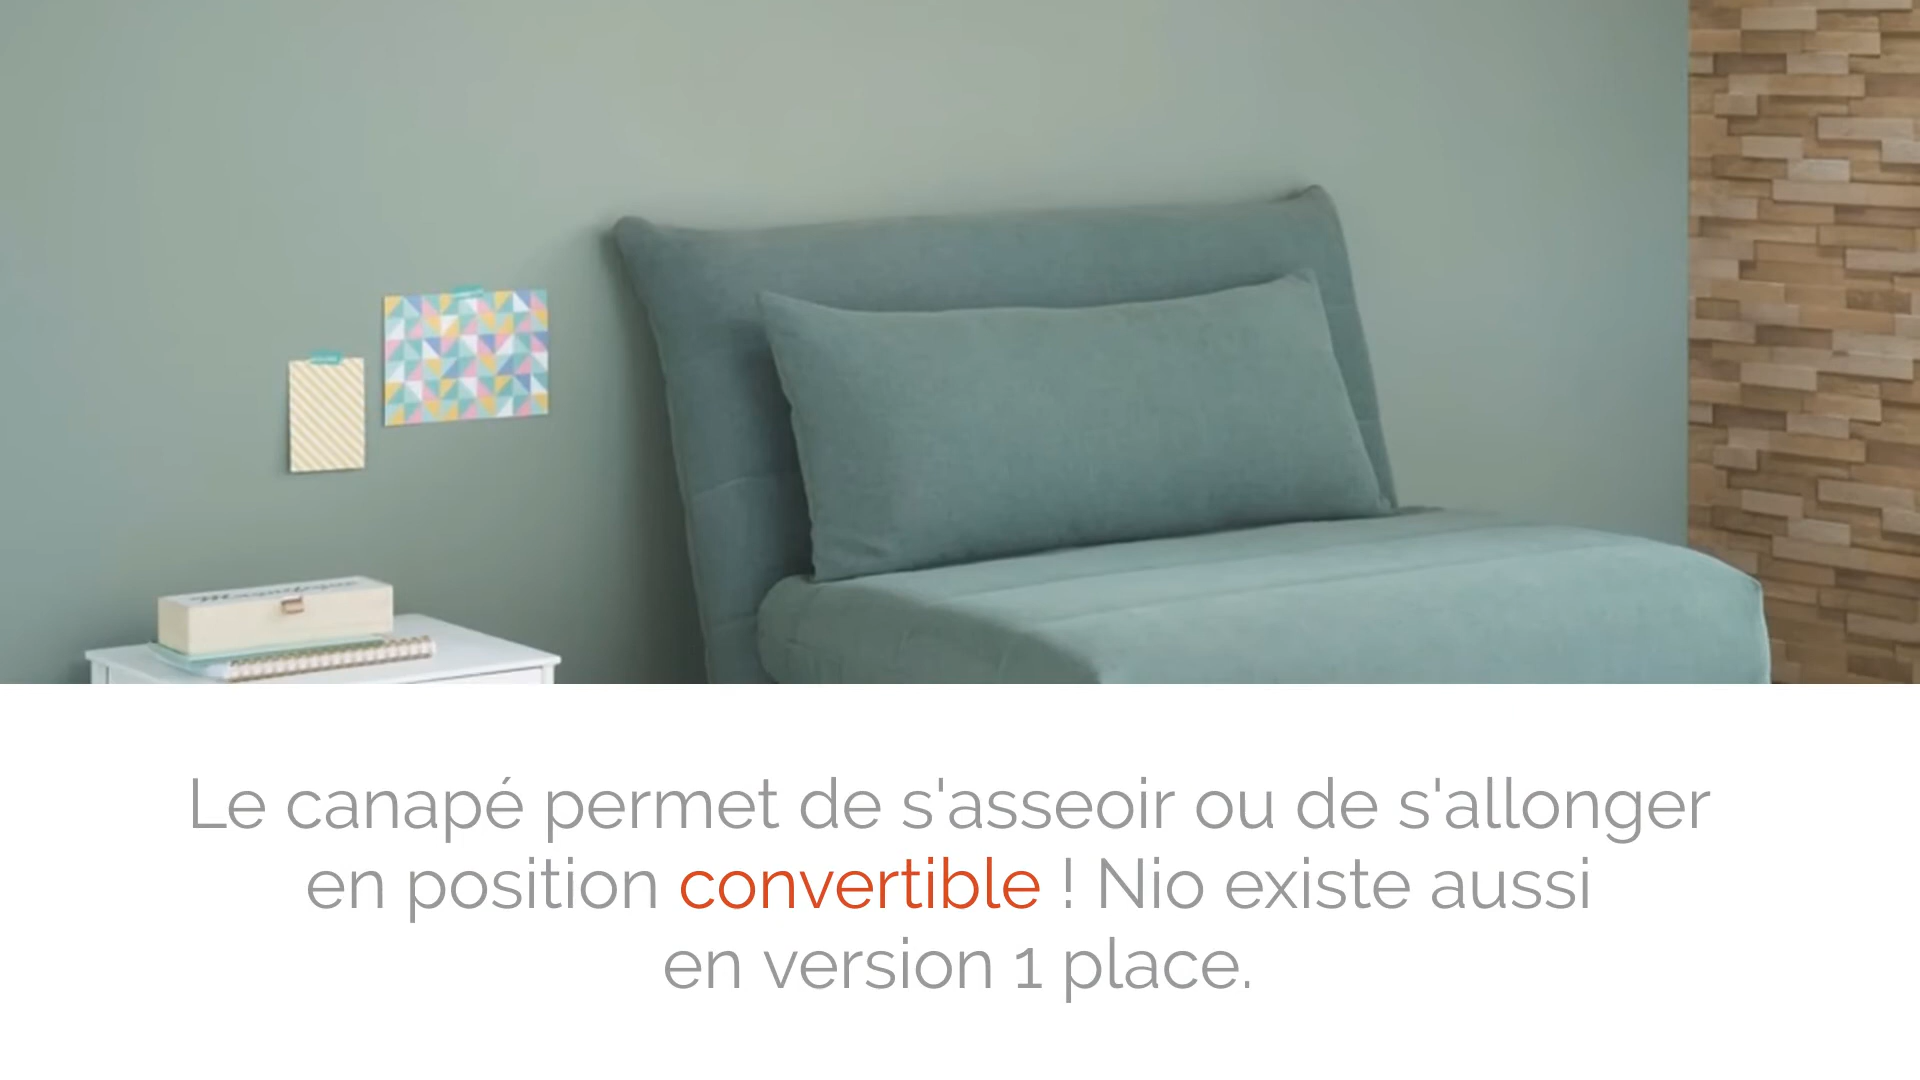 Le canapé permet de s'asseoir ou de s'allonger
en position convertible ! Nio existe aussi
en version 1 place.